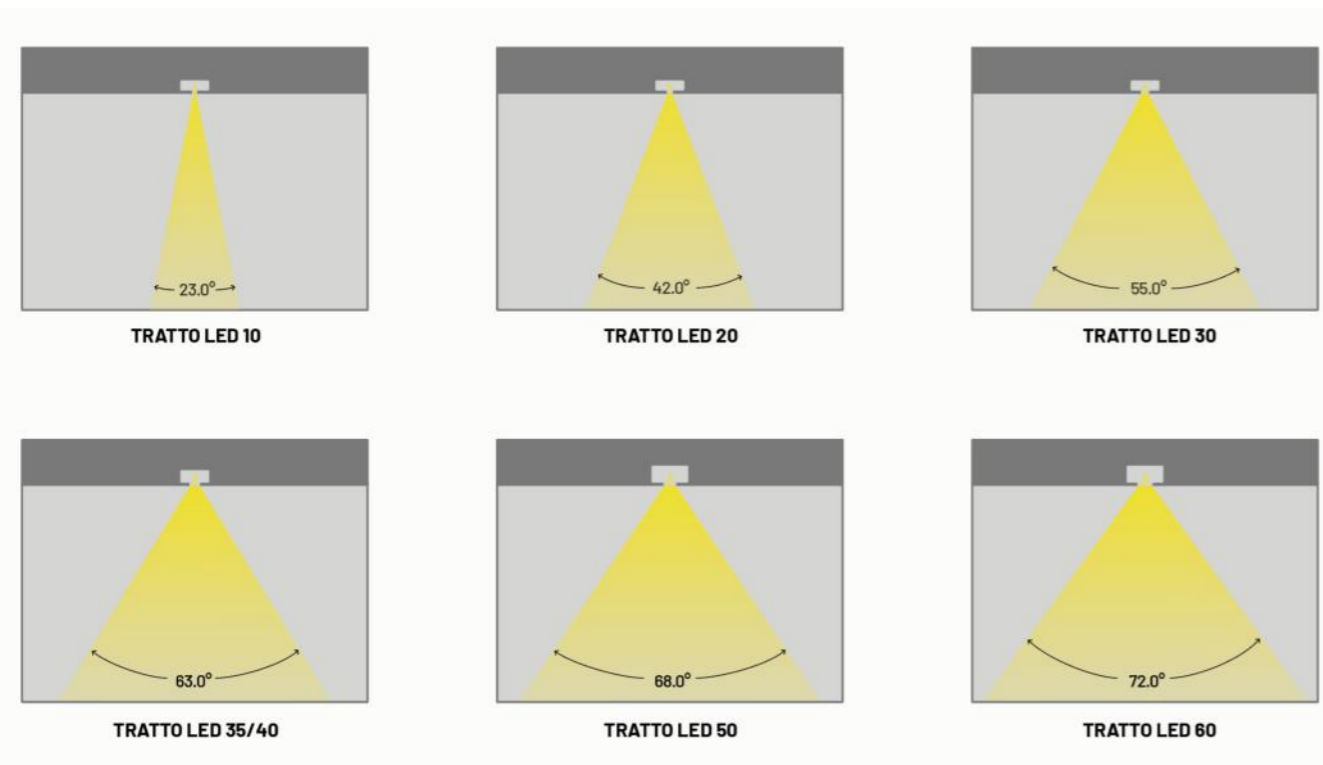 23.0°
42.0°
55.0°
TRATTO LED 10
TRATTO LED 20
TRATTO LED 30
63.0°
68.0°
72.0°
TRATTO LED 35/40
TRATTO LED 50
TRATTO LED 60